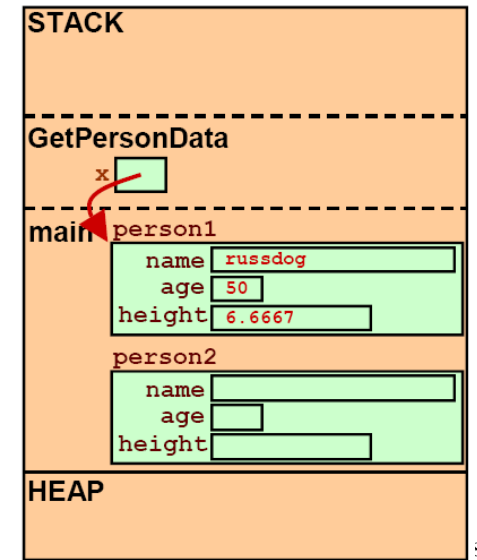 STACK
GetPersonData
x
main person1
name russdog
age 50
height 6.6667
person2
name
age
height
HEAP